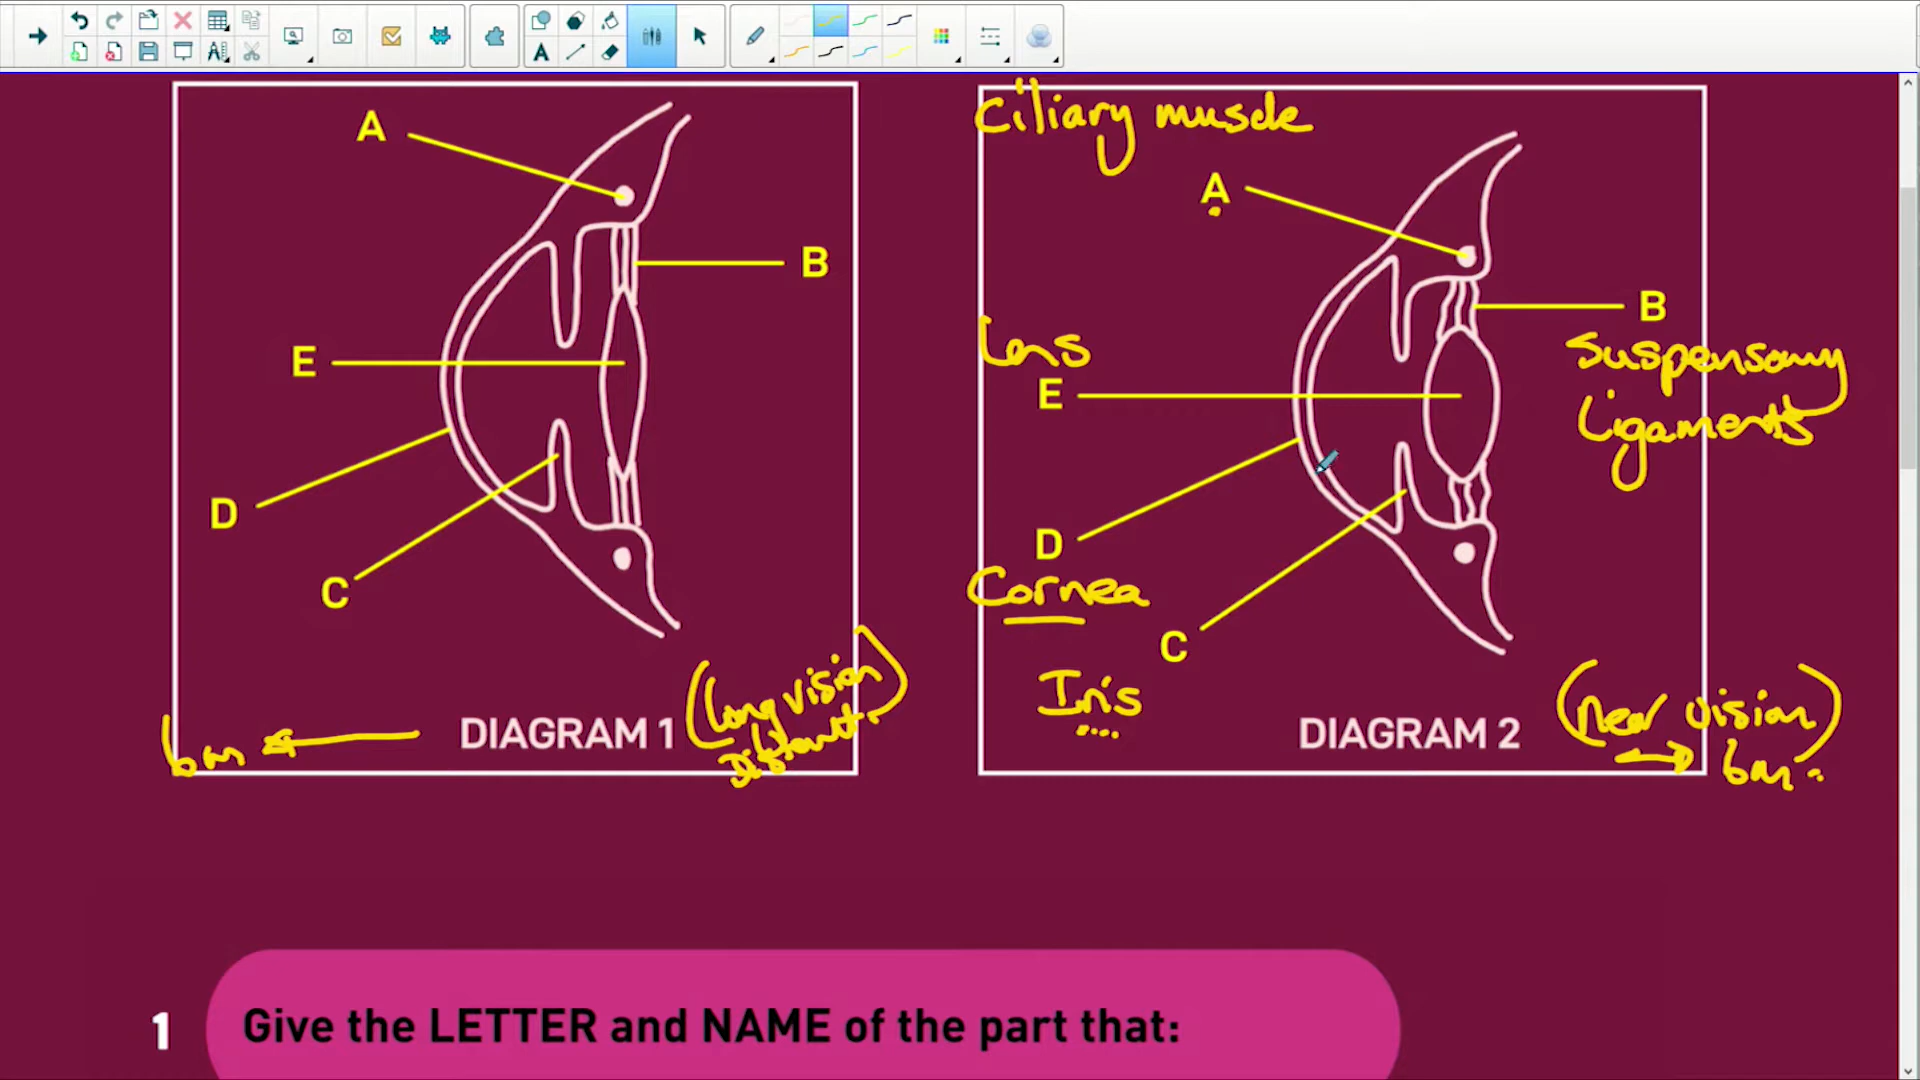 Ciliary muscle
A
B
E
D
C
(Long vision)
Distant.
6m
DIAGRAM 1
A
B
Suspensory
Ligaments
Lens
E
D
Cornea
C
Iris
DIAGRAM 2
(near vision)
6m
1
Give the LETTER and NAME of the part that: